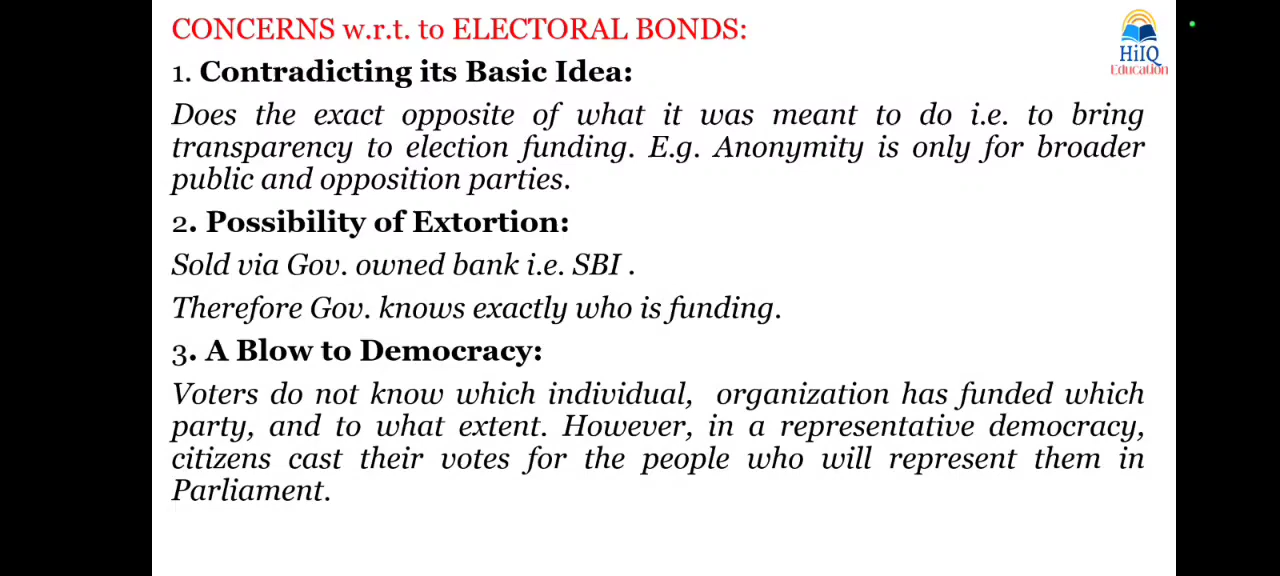 CONCERNS w.r.t. to ELECTORAL BONDS:
HiIQ
Education
1. Contradicting its Basic Idea:
Does the exact opposite of what it was meant to do i.e. to bring
transparency to election funding. E.g. Anonymity is only for broader
public and opposition parties.
2. Possibility of Extortion:
Sold via Gov. owned bank i.e. SBI .
Therefore Gov. knows exactly who is funding.
3. A Blow to Democracy:
Voters do not know which individual, organization has funded which
party, and to what extent. However, in a representative democracy,
citizens cast their votes for the people who will represent them in
Parliament.